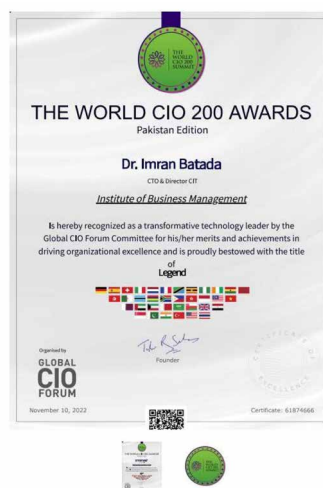 THE
WORLD
CIO 200
SUMMIT
THE WORLD CIO 200 AWARDS
Pakistan Edition
Dr. Imran Batada
CTO & Director CIT
Institute of Business Management
Is hereby recognized as a transformative technology leader by the
Global CIO Forum Committee for his/her merits and achievements in
driving organizational excellence and is proudly bestowed with the title
of
Legend
Founder
Organised by
GLOBAL
CIO
FORUM
EXCELLENCE
November 10, 2022
Certificate: 61874666